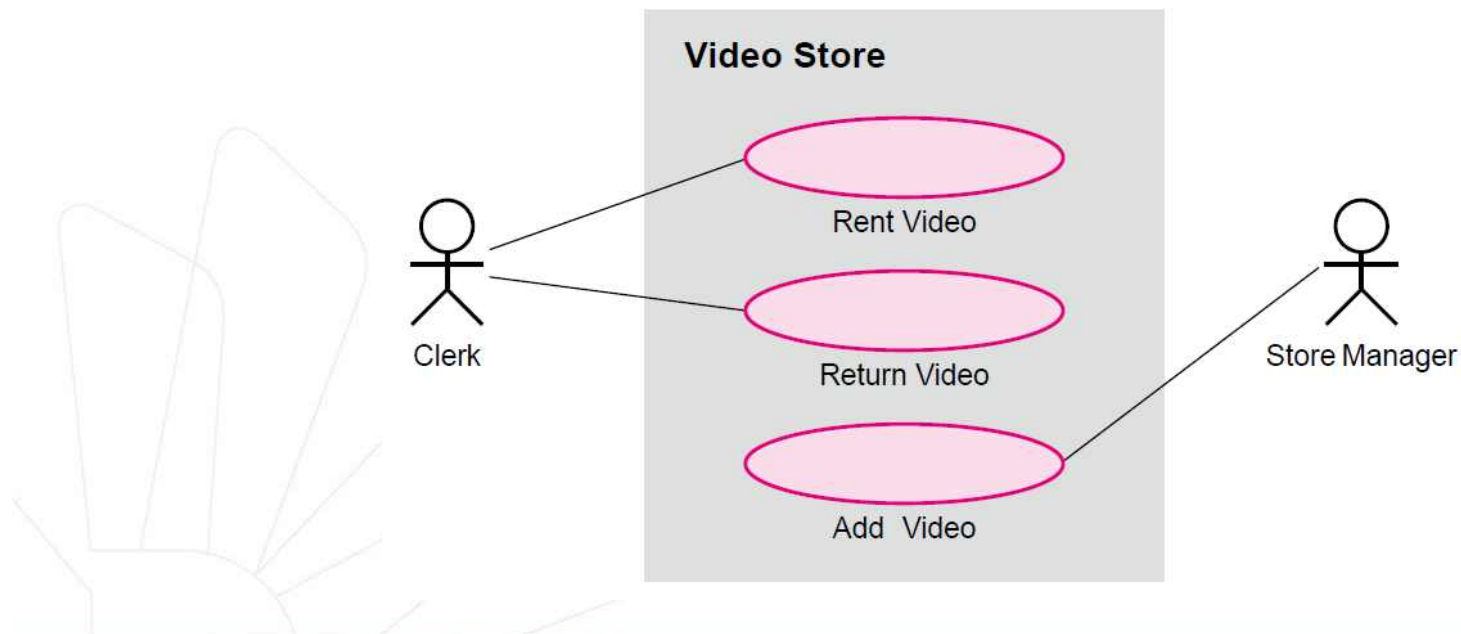 Video Store
Rent Video
Clerk
Return Video
Store Manager
Add Video